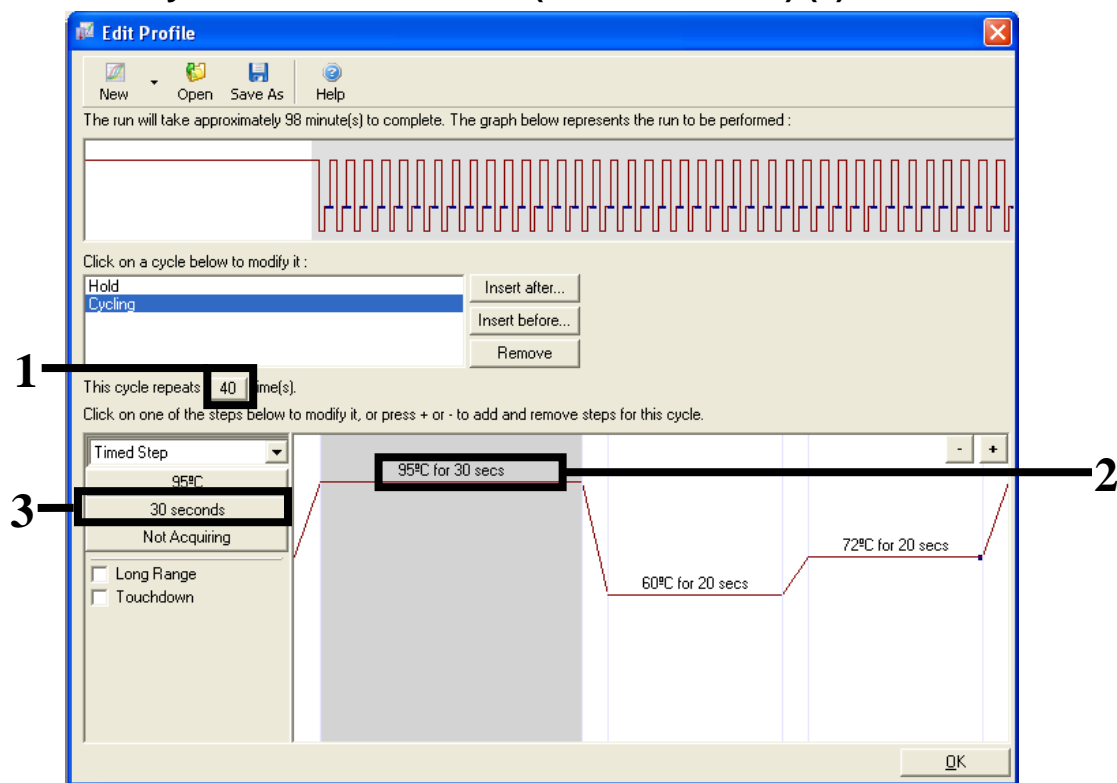 Edit Profile
New Open Save As Help
The run will take approximately 98 minute(s) to complete. The graph below represents the run to be performed :
Click on a cycle below to modify it :
Hold
Cycling
Insert after...
Insert before...
Remove
1
This cycle repeats 40 time(s).
Click on one of the steps below to modify it, or press + or - to add and remove steps for this cycle.
Timed Step
- +
95ºC for 30 secs
2
95ºC
3
30 seconds
Not Acquiring
72ºC for 20 secs
Long Range
60ºC for 20 secs
Touchdown
OK